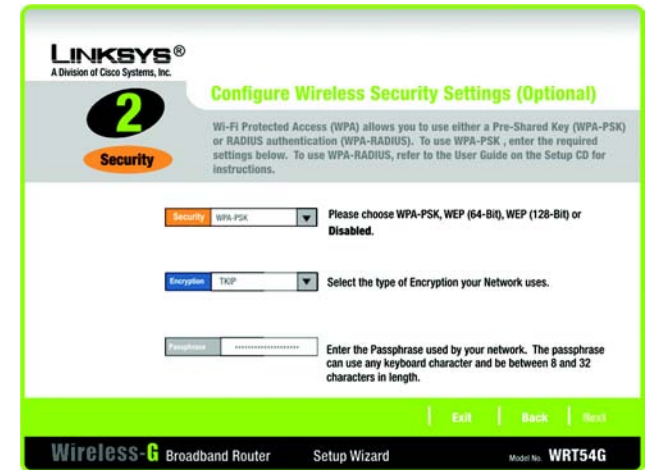 LINKSYS®
A Division of Cisco Systems, Inc.
2
Security
Configure Wireless Security Settings (Optional)
Wi-Fi Protected Access (WPA) allows you to use either a Pre-Shared Key (WPA-PSK)
or RADIUS authentication (WPA-RADIUS). To use WPA-PSK , enter the required
settings below. To use WPA-RADIUS, refer to the User Guide on the Setup CD for
instructions.
Security WPA-PSK
Please choose WPA-PSK, WEP (64-Bit), WEP (128-Bit) or
Disabled.
Encryption TKIP
Select the type of Encryption your Network uses.
Passphrase
Enter the Passphrase used by your network. The passphrase
can use any keyboard character and be between 8 and 32
characters in length.
Exit Back Next
Wireless-G Broadband Router Setup Wizard Model No. WRT54G